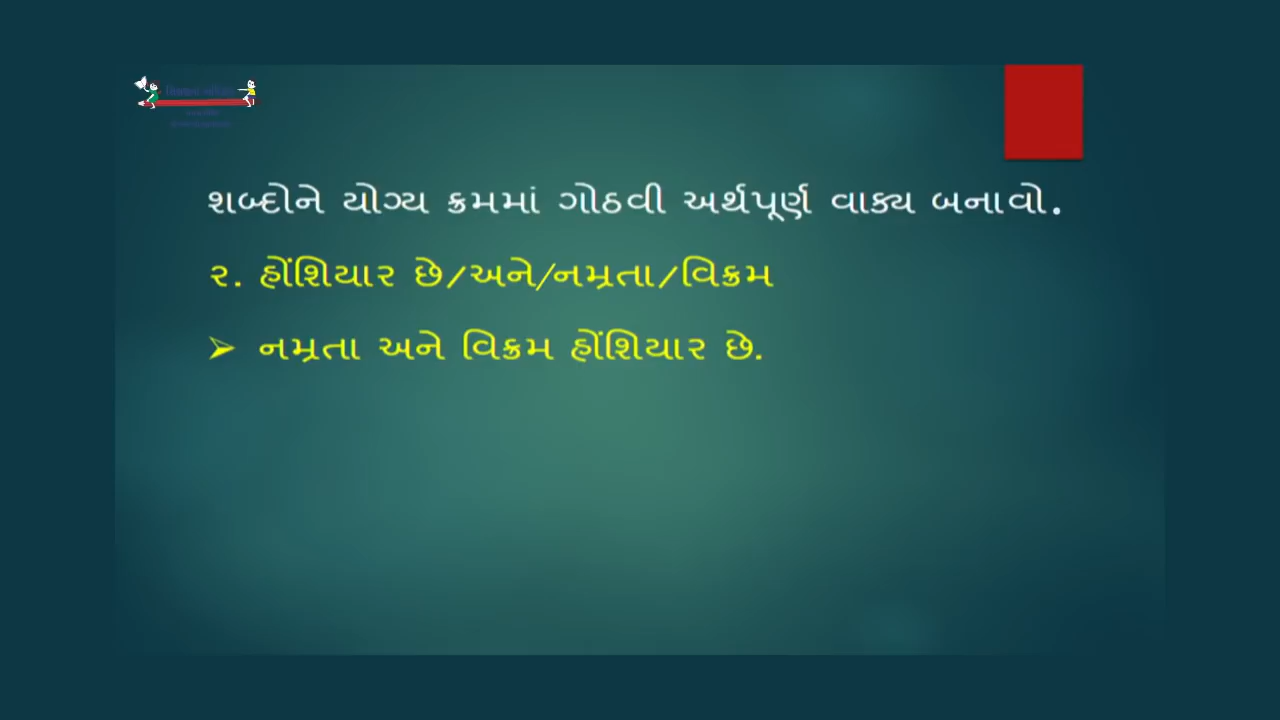 શબ્દોને યોગ્ય ક્રમમાં ગોઠવી અર્થપૂર્ણ વાક્ય બનાવો.
૨. હોંશિયાર છે/અને/નમ્રતા/વિક્રમ
➢ નમ્રતા અને વિક્રમ હોંશિયાર છે.